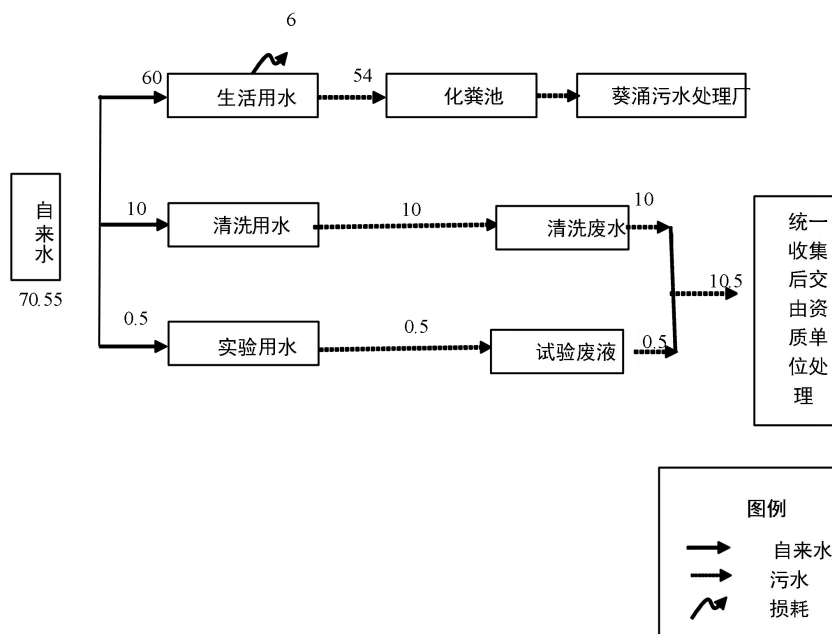 6
60
生活用水
54
化粪池
葵涌污水处理厂
自
来
水
70.55
10
清洗用水
10
清洗废水
10
10.5
统一
收集
后交
由资
质单
位处
理
0.5
实验用水
0.5
试验废液
0.5
图例
自来水
污水
损耗